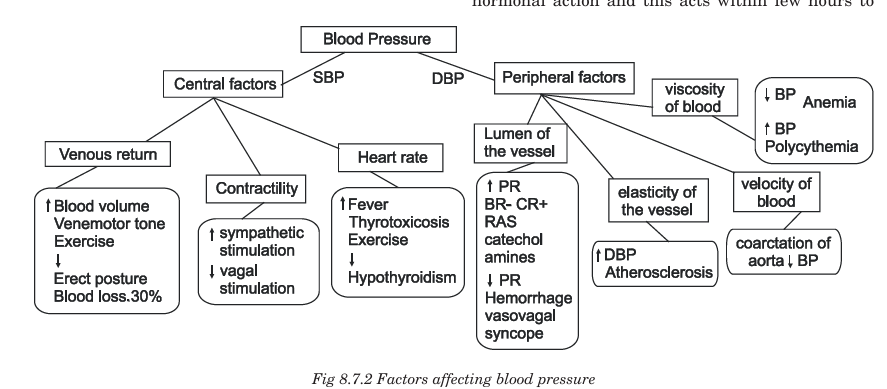 hormonal action and this acts within few hours to
Blood Pressure
SBP
DBP
Central factors
Peripheral factors
Venous return
↑ Blood volume
Venemotor tone
Exercise
↓
Erect posture
Blood loss.30%
Contractility
↑ sympathetic
stimulation
↓ vagal
stimulation
Heart rate
↑ Fever
Thyrotoxicosis
Exercise
↓
Hypothyroidism
Lumen of
the vessel
↑ PR
BR- CR+
RAS
catechol
amines
↓ PR
Hemorrhage
vasovagal
syncope
elasticity of
the vessel
↑ DBP
Atherosclerosis
velocity of
blood
coarctation of
aorta ↓ BP
viscosity
of blood
↓ BP Anemia
↑ BP
Polycythemia
Fig 8.7.2 Factors affecting blood pressure